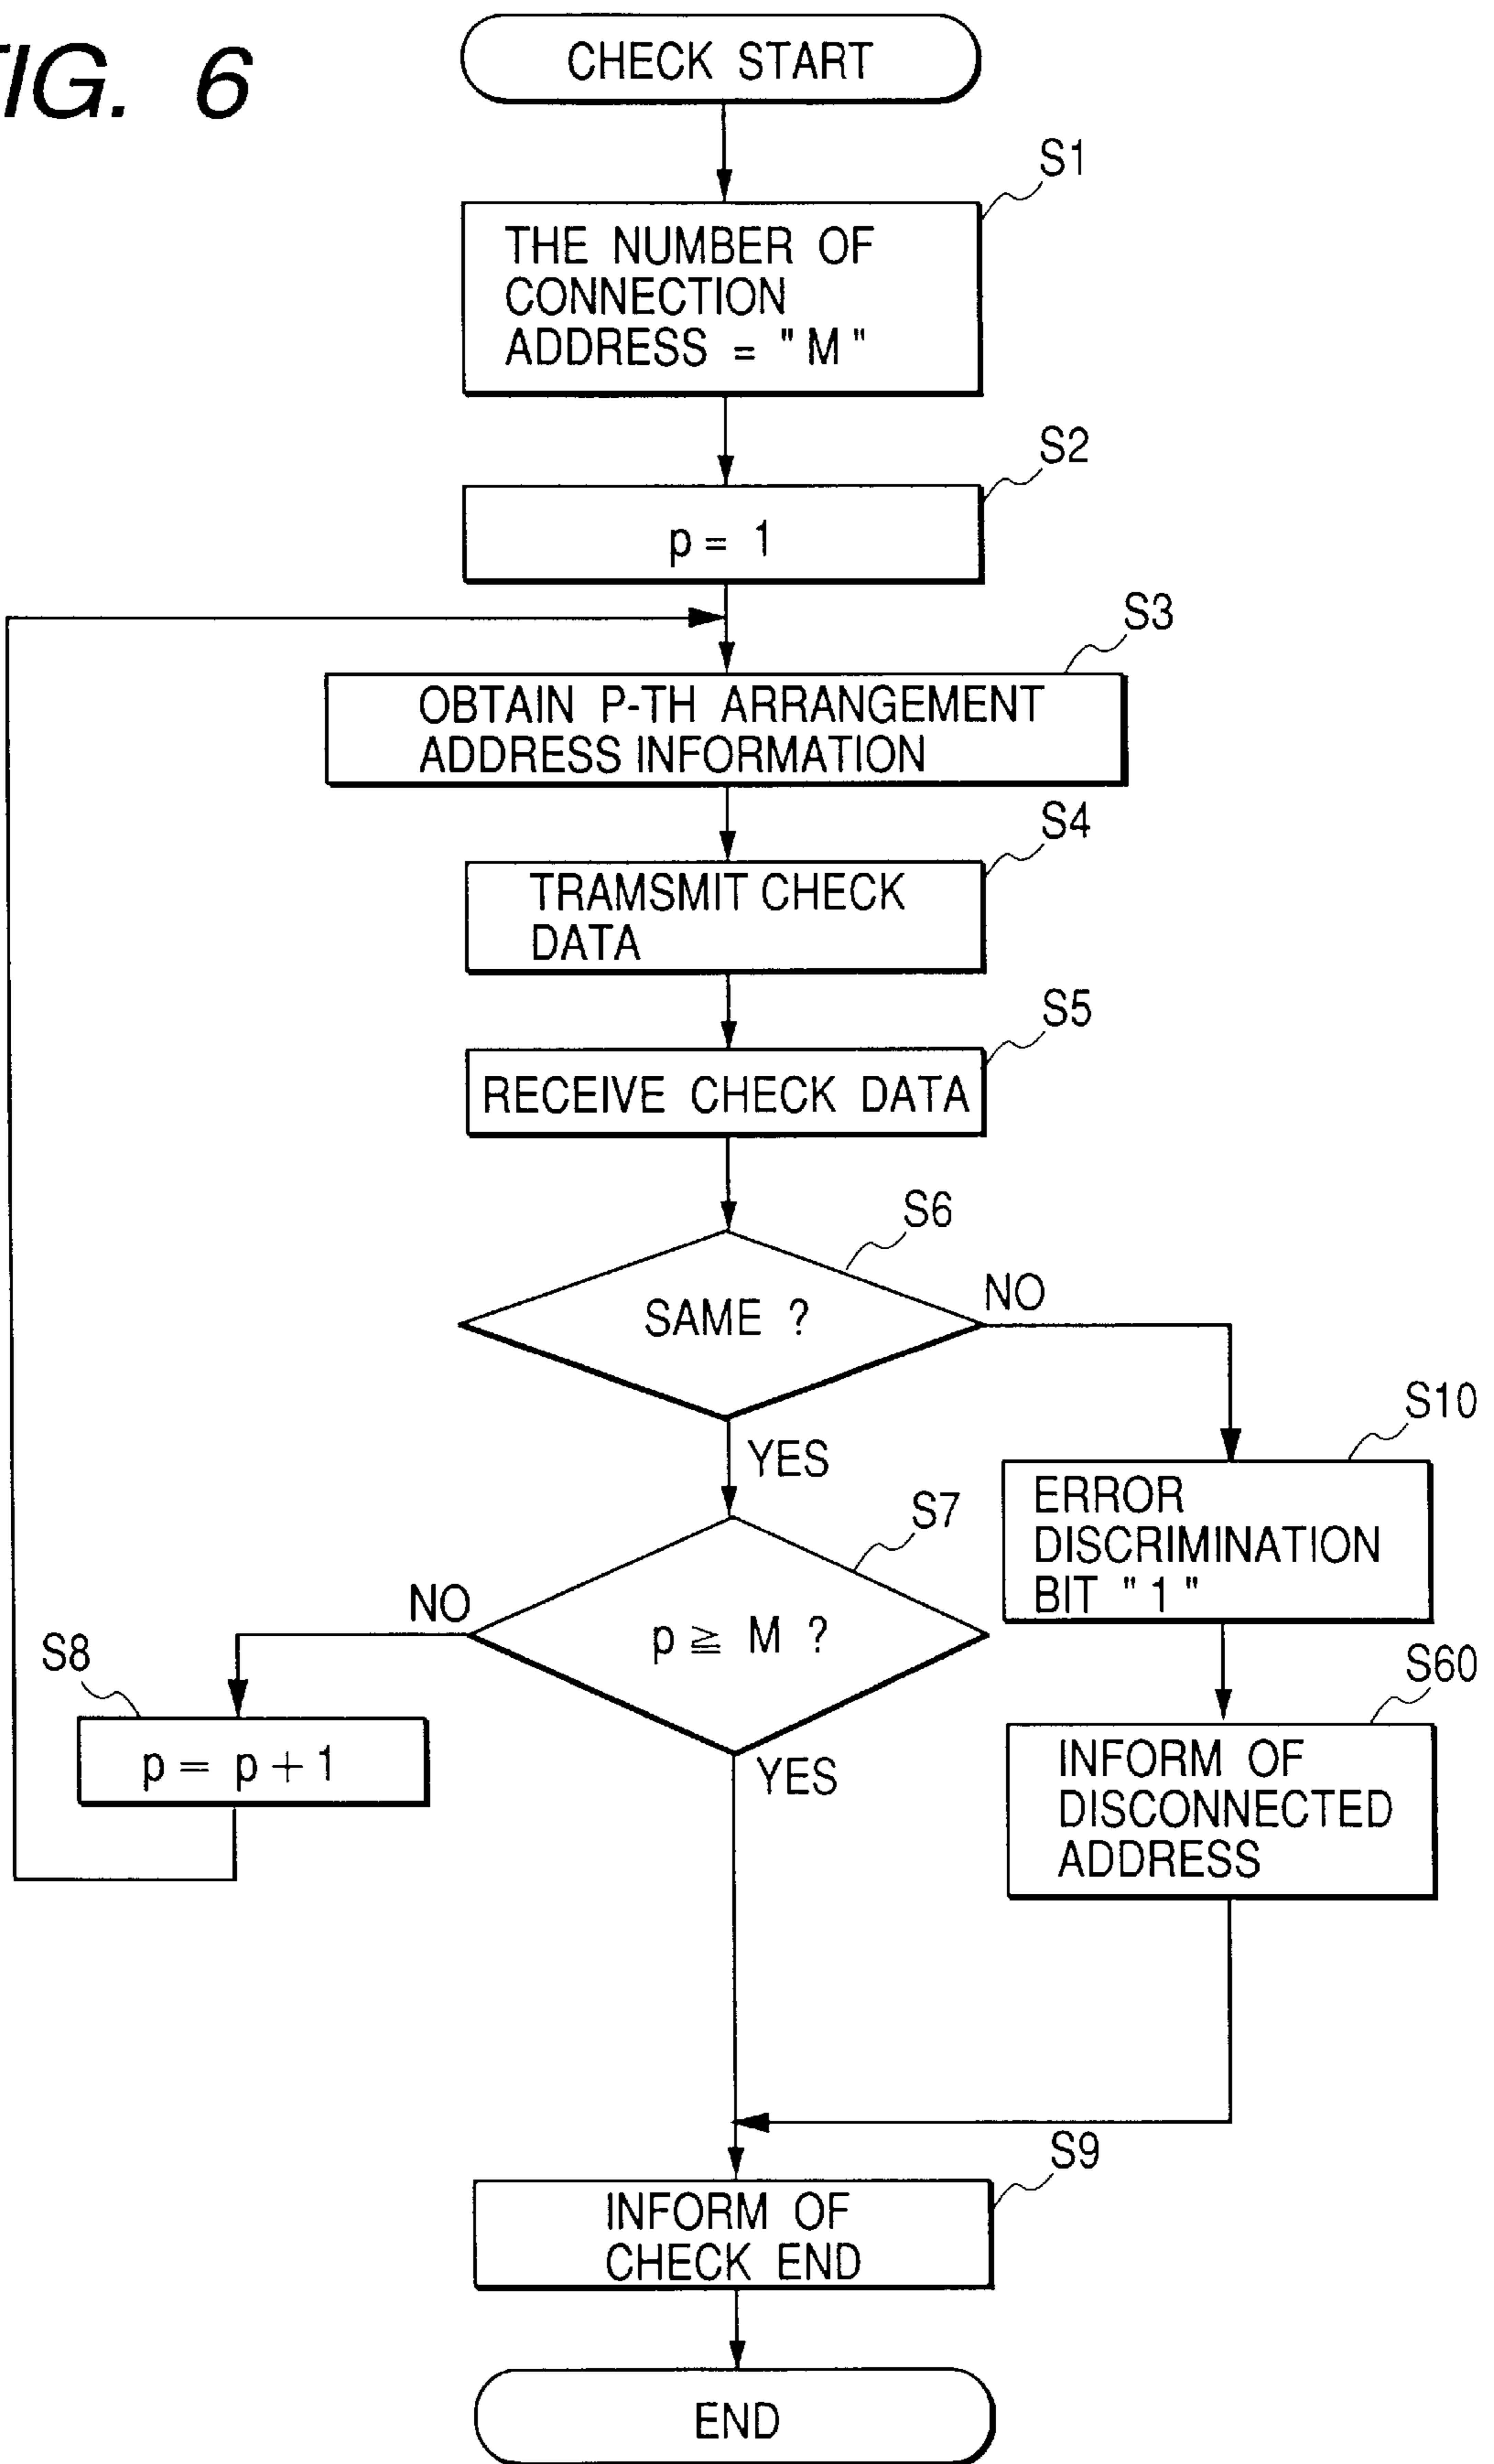 FIG. 6
CHECK START
S1
THE NUMBER OF
CONNECTION
ADDRESS = "M"
S2
p = 1
S3
OBTAIN P-TH ARRANGEMENT
ADDRESS INFORMATION
S4
TRAMSMIT CHECK
DATA
S5
RECEIVE CHECK DATA
S6
SAME ?
NO
YES
S10
ERROR
DISCRIMINATION
BIT "1"
S7
p ≧ M ?
NO
YES
S8
p = p + 1
S60
INFORM OF
DISCONNECTED
ADDRESS
S9
INFORM OF
CHECK END
END